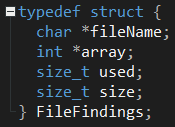 typedef struct {
    char *fileName;
    int *array;
    size_t used;
    size_t size;
} FileFindings;